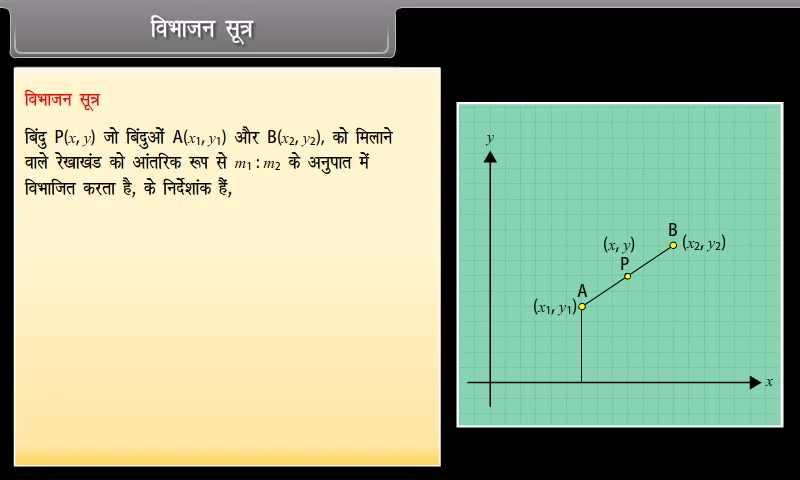 विभाजन सूत्र
विभाजन सूत्र
बिंदु P(x, y) जो बिंदुओं A(x₁, y₁) और B(x₂, y₂), को मिलाने
वाले रेखाखंड को आंतरिक रूप से m₁ : m₂ के अनुपात में
विभाजित करता है, के निर्देशांक हैं,
y
B
(x, y)
(x₂, y₂)
P
A
(x₁, y₁)
x